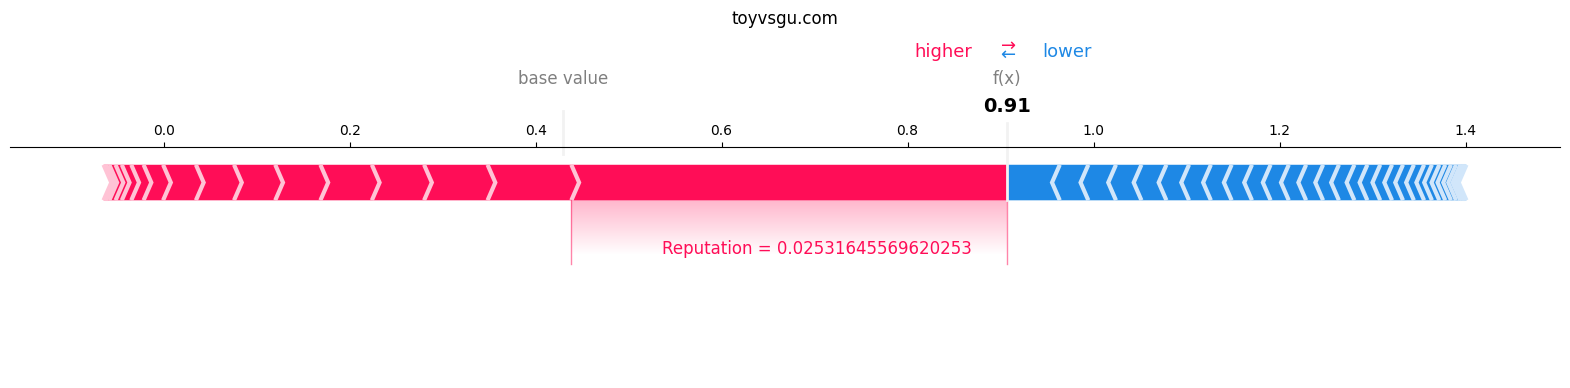 toyvsgu.com
higher ⇄ lower
base value f(x)
0.91
0.0 0.2 0.4 0.6 0.8 1.0 1.2 1.4
Reputation = 0.02531645569620253